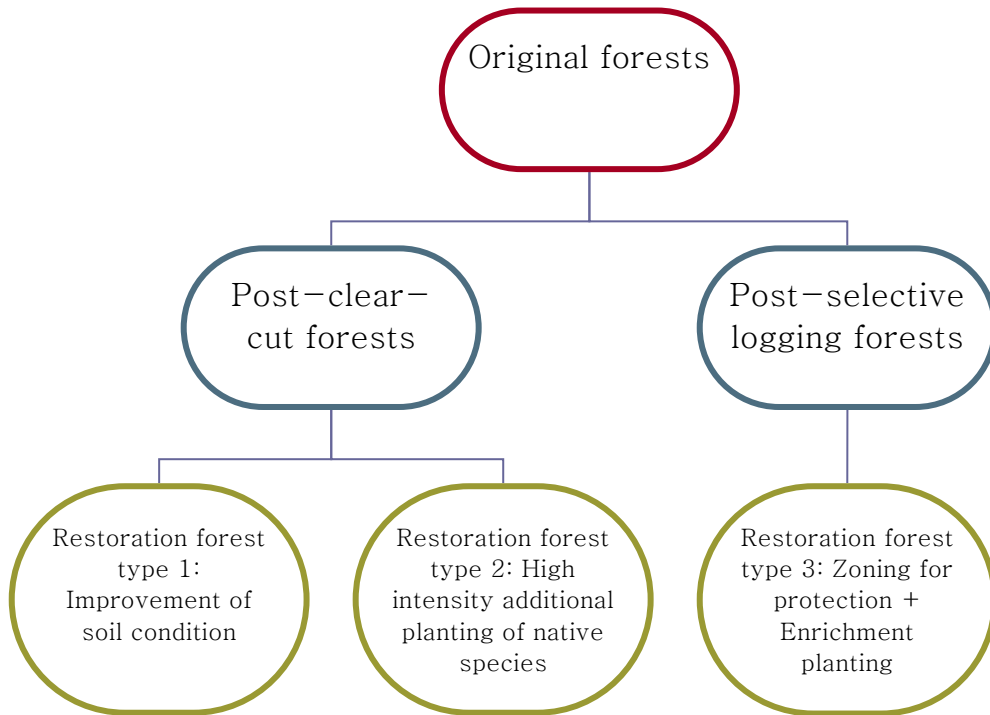 Original forests
Post-clear-
cut forests
Post-selective
logging forests
Restoration forest
type 1:
Improvement of
soil condition
Restoration forest
type 2: High
intensity additional
planting of native
species
Restoration forest
type 3: Zoning for
protection +
Enrichment
planting